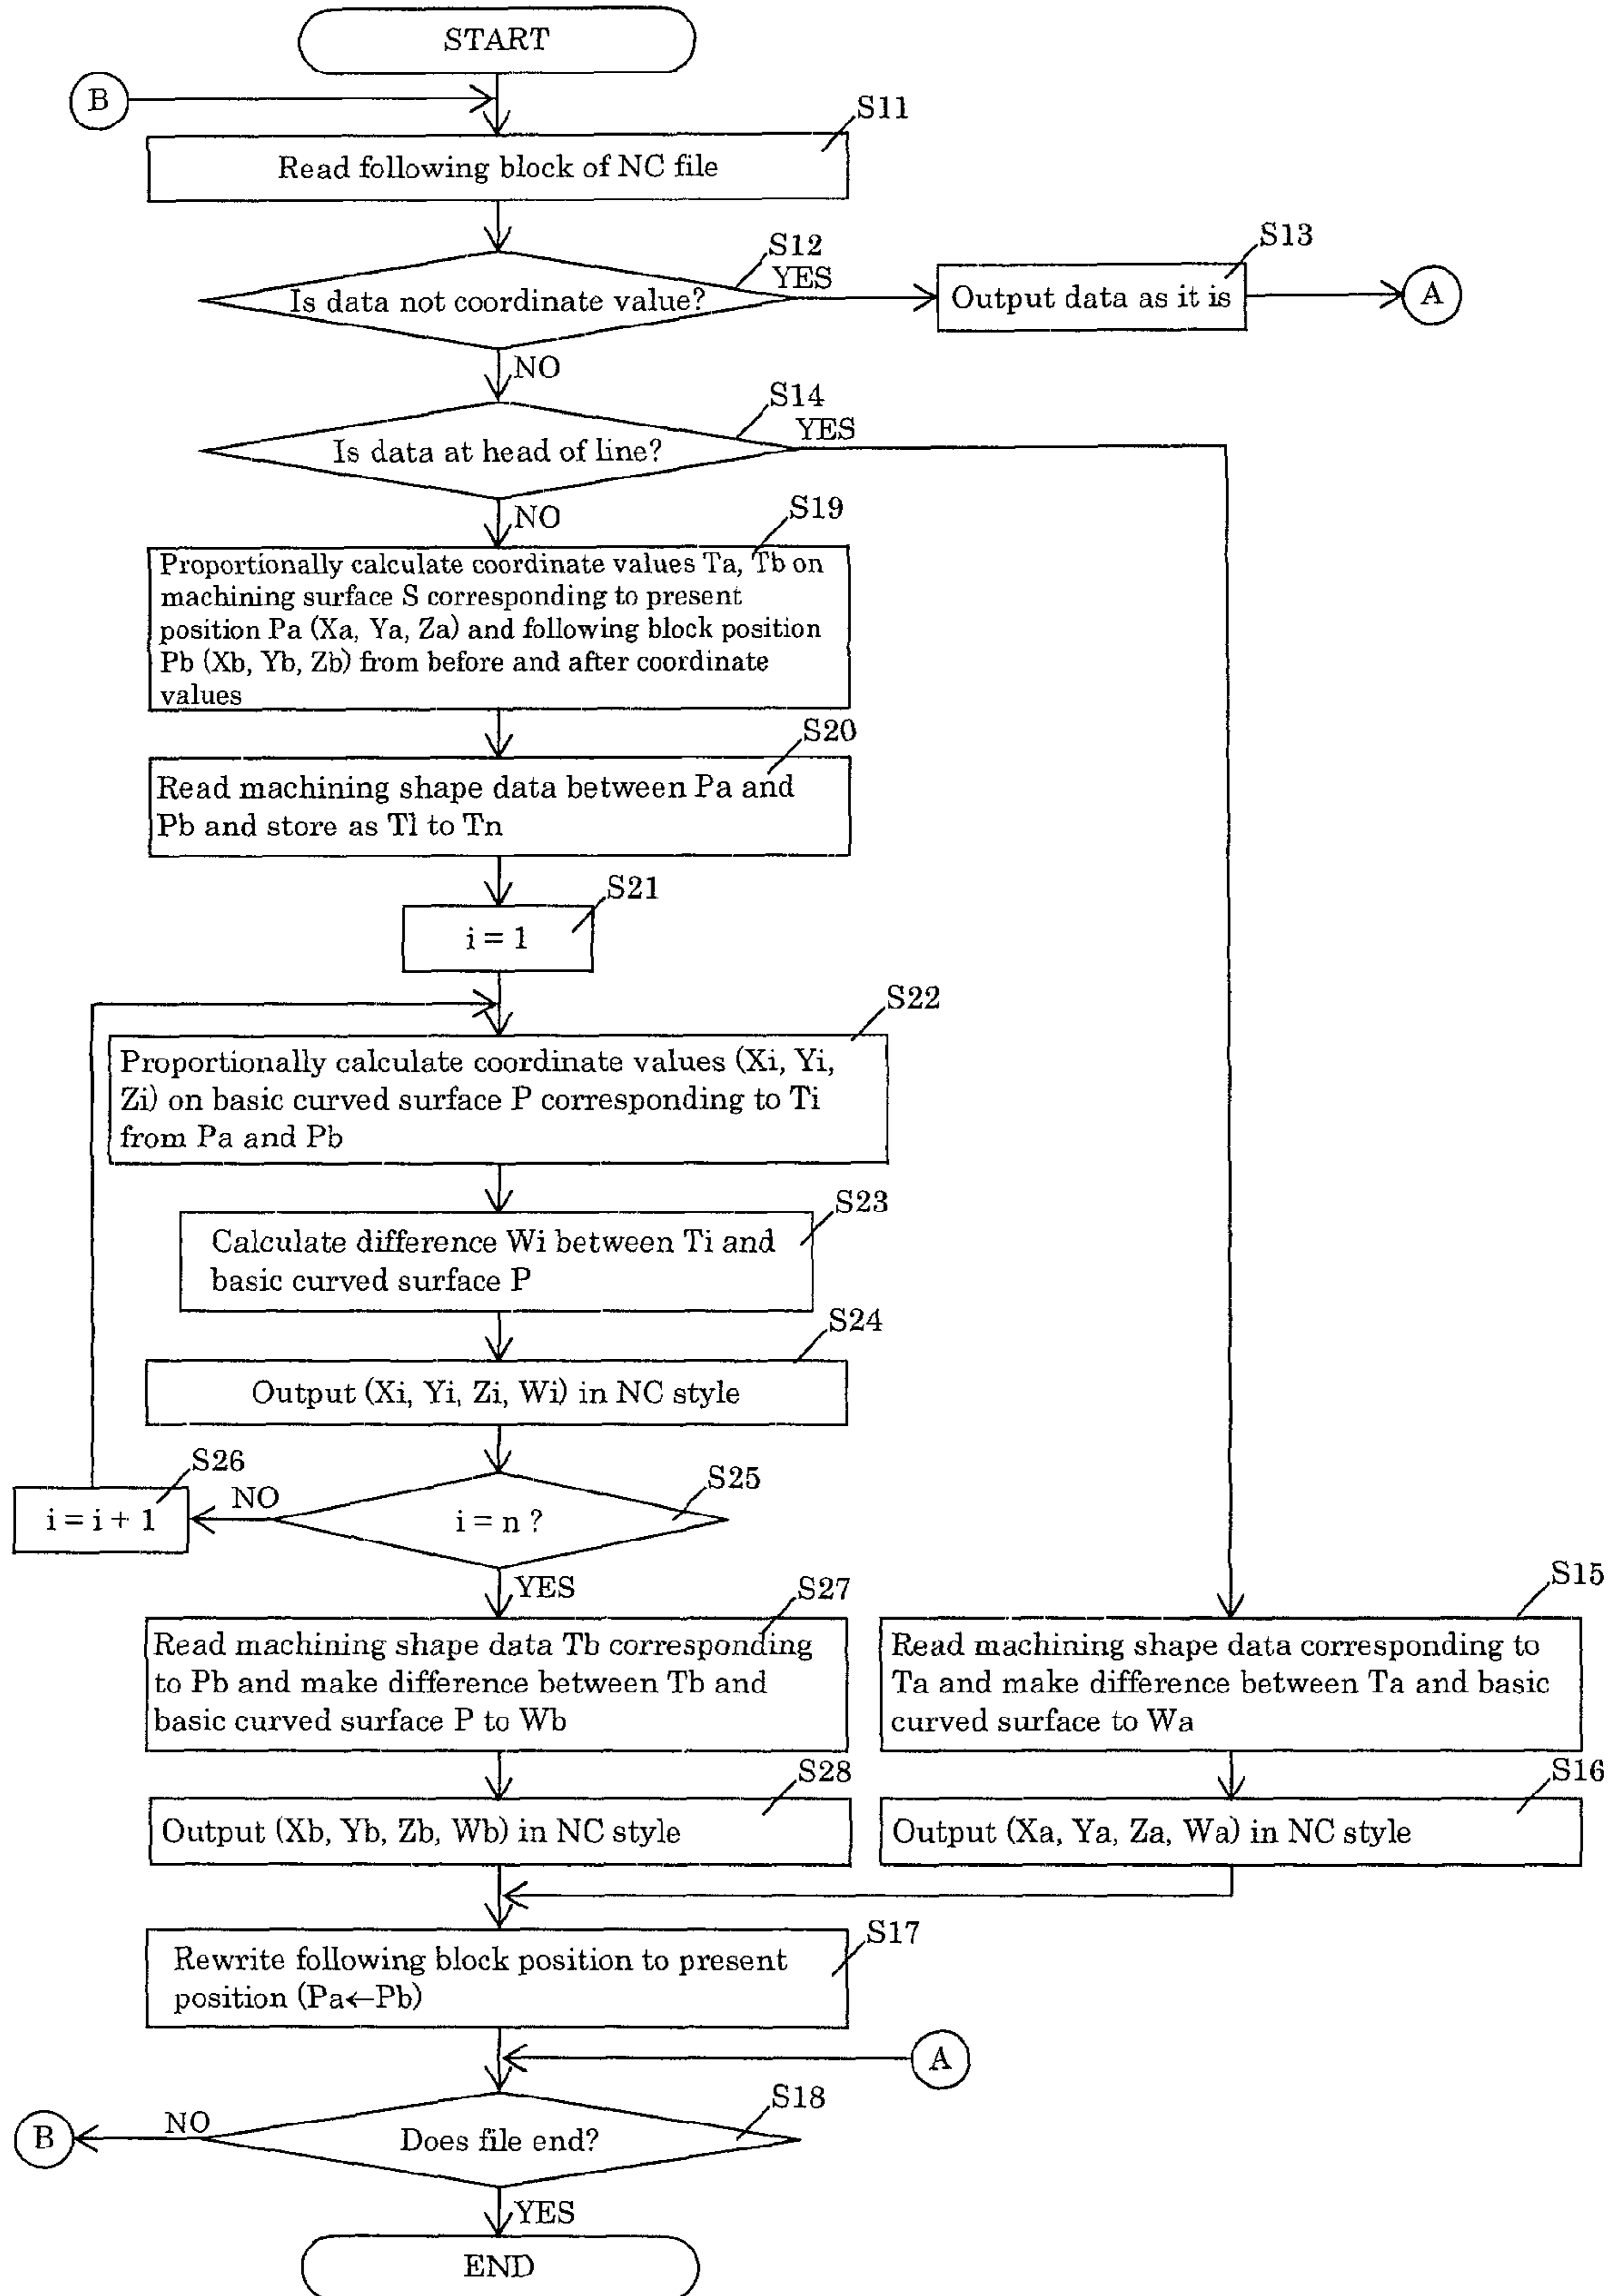 START
B
S11
Read following block of NC file
S12
YES
S13
Is data not coordinate value?
Output data as it is
A
NO
S14
YES
Is data at head of line?
NO
S19
Proportionally calculate coordinate values Ta, Tb on
machining surface S corresponding to present
position Pa (Xa, Ya, Za) and following block position
Pb (Xb, Yb, Zb) from before and after coordinate
values
S20
Read machining shape data between Pa and
Pb and store as Tl to Tn
S21
i = 1
S22
Proportionally calculate coordinate values (Xi, Yi,
Zi) on basic curved surface P corresponding to Ti
from Pa and Pb
S23
Calculate difference Wi between Ti and
basic curved surface P
S24
Output (Xi, Yi, Zi, Wi) in NC style
S26
NO
S25
i = i + 1
i = n ?
YES
S27
Read machining shape data Tb corresponding
to Pb and make difference between Tb and
basic curved surface P to Wb
S15
Read machining shape data corresponding to
Ta and make difference between Ta and basic
curved surface to Wa
S28
Output (Xb, Yb, Zb, Wb) in NC style
S16
Output (Xa, Ya, Za, Wa) in NC style
S17
Rewrite following block position to present
position (Pa←Pb)
A
S18
NO
B
Does file end?
YES
END